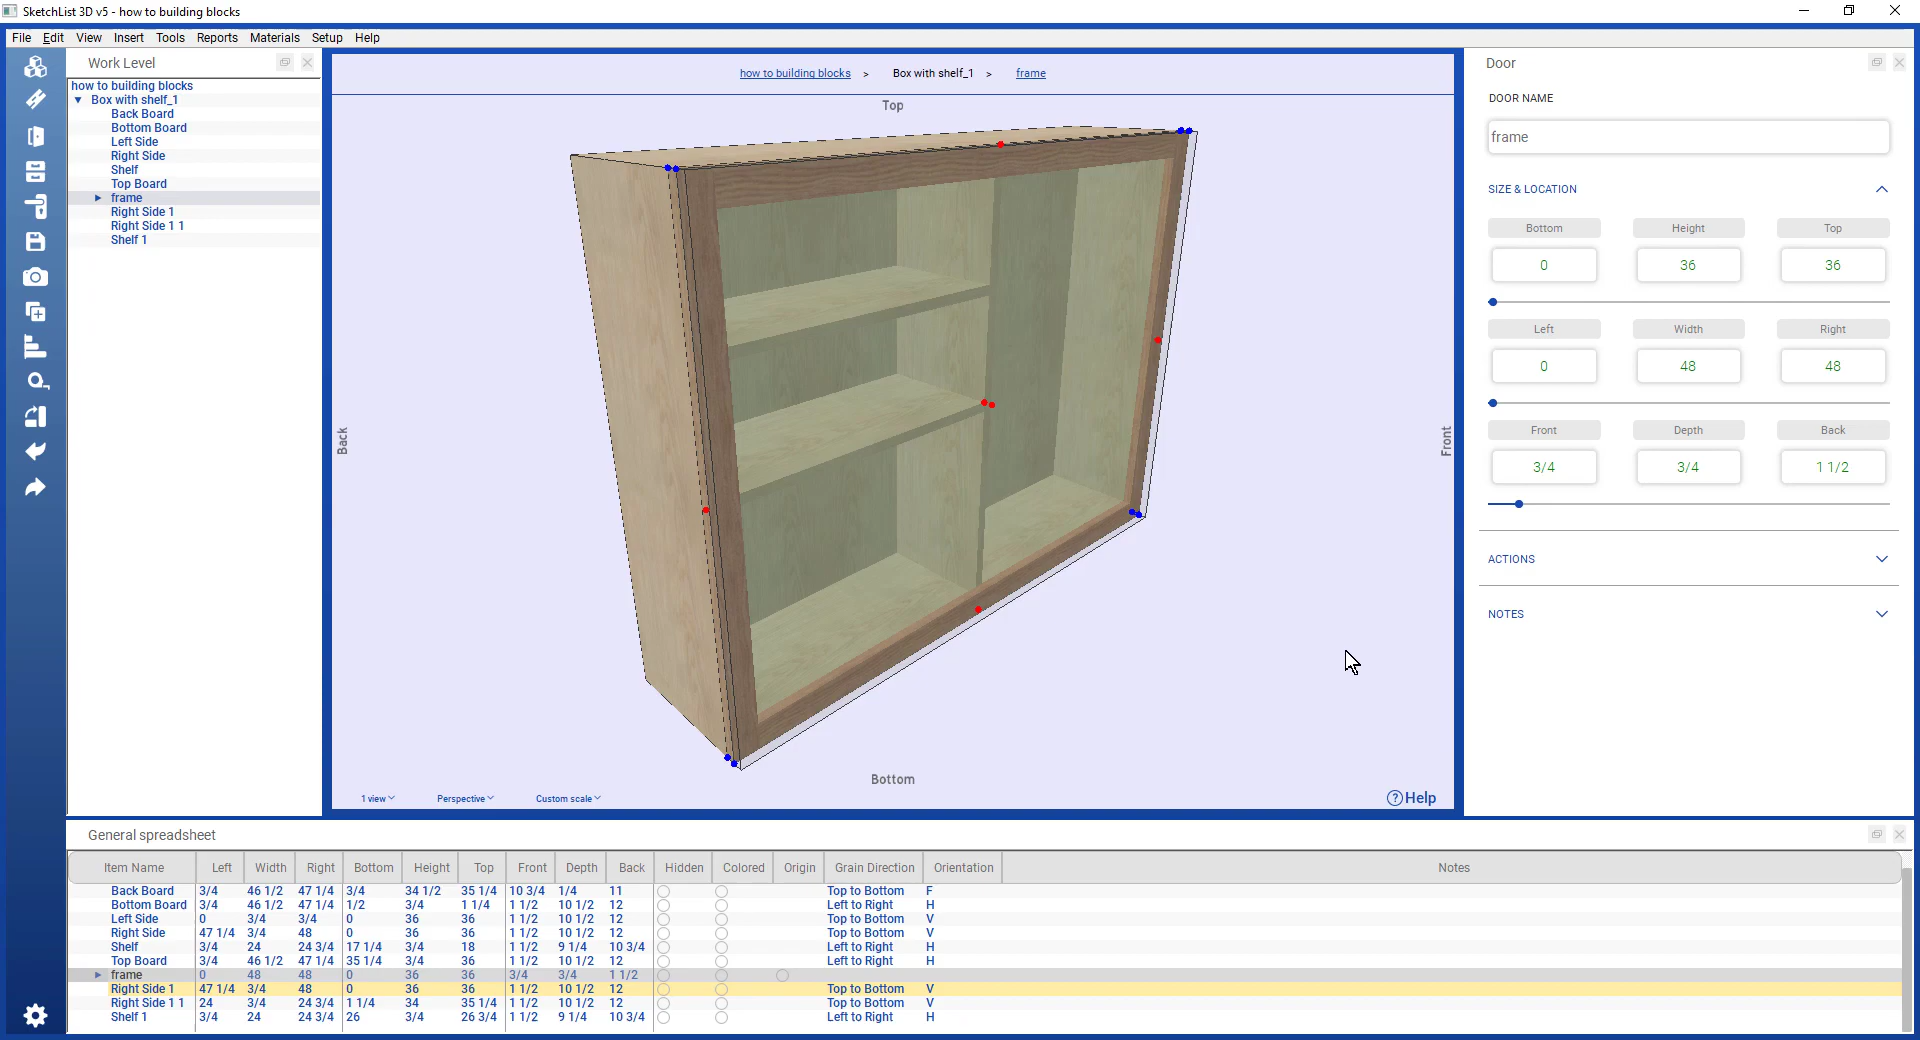 SketchList 3D v5 - how to building blocks
File Edit View Insert Tools Reports Materials Setup Help
Work Level
how to building blocks
Box with shelf_1
Back Board
Bottom Board
Left Side
Right Side
Shelf
Top Board
frame
Right Side 1
Right Side 1 1
Shelf 1
how to building blocks > Box with shelf_1 > frame
Top
Back
Front
Bottom
1 view Perspective Custom scale
? Help
Door
DOOR NAME
frame
SIZE & LOCATION
Bottom Height Top
0 36 36
Left Width Right
0 48 48
Front Depth Back
3/4 3/4 1 1/2
ACTIONS
NOTES
General spreadsheet
Item Name Left Width Right Bottom Height Top Front Depth Back Hidden Colored Origin Grain Direction Orientation Notes
Back Board 3/4 46 1/2 47 1/4 3/4 34 1/2 35 1/4 10 3/4 1/4 11 Top to Bottom F
Bottom Board 3/4 46 1/2 47 1/4 1/2 3/4 1 1/4 1 1/2 10 1/2 12 Left to Right H
Left Side 0 3/4 3/4 0 36 36 1 1/2 10 1/2 12 Top to Bottom V
Right Side 47 1/4 3/4 48 0 36 36 1 1/2 10 1/2 12 Top to Bottom V
Shelf 3/4 24 24 3/4 17 1/4 3/4 18 1 1/2 9 1/4 10 3/4 Left to Right H
Top Board 3/4 46 1/2 47 1/4 35 1/4 3/4 36 1 1/2 10 1/2 12 Left to Right H
frame 0 48 48 0 36 36 3/4 3/4 1 1/2
Right Side 1 47 1/4 3/4 48 0 36 36 1 1/2 10 1/2 12 Top to Bottom V
Right Side 1 1 24 3/4 24 3/4 1 1/4 34 35 1/4 1 1/2 10 1/2 12 Top to Bottom V
Shelf 1 3/4 24 24 3/4 26 3/4 26 3/4 1 1/2 9 1/4 10 3/4 Left to Right H